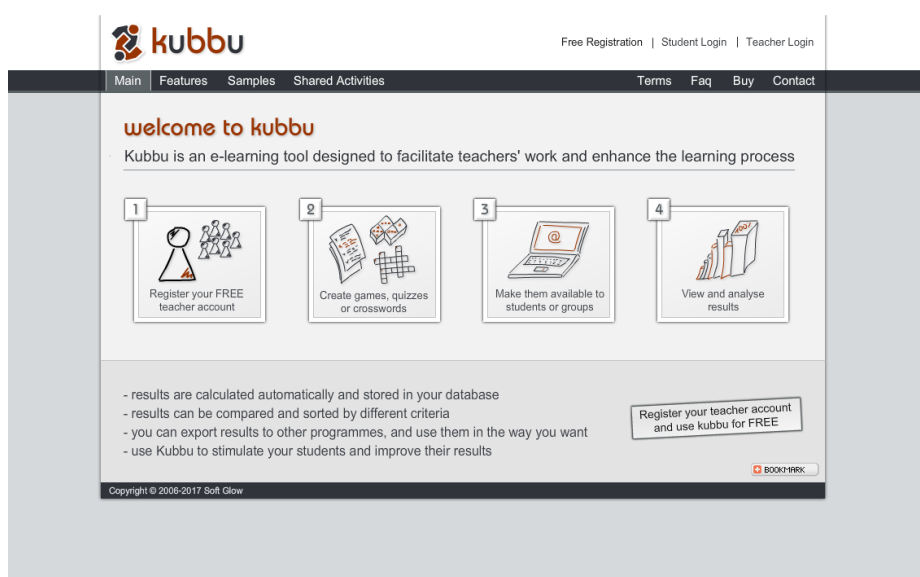 kubbu
Free Registration | Student Login | Teacher Login
Main Features Samples Shared Activities Terms Faq Buy Contact
welcome to kubbu
Kubbu is an e-learning tool designed to facilitate teachers' work and enhance the learning process
1
Register your FREE
teacher account
2
Create games, quizzes
or crosswords
3
@
Make them available to
students or groups
4
100%
View and analyse
results
- results are calculated automatically and stored in your database
- results can be compared and sorted by different criteria
- you can export results to other programmes, and use them in the way you want
- use Kubbu to stimulate your students and improve their results
Register your teacher account
and use kubbu for FREE
BOOKMARK
Copyright © 2006-2017 Soft Glow